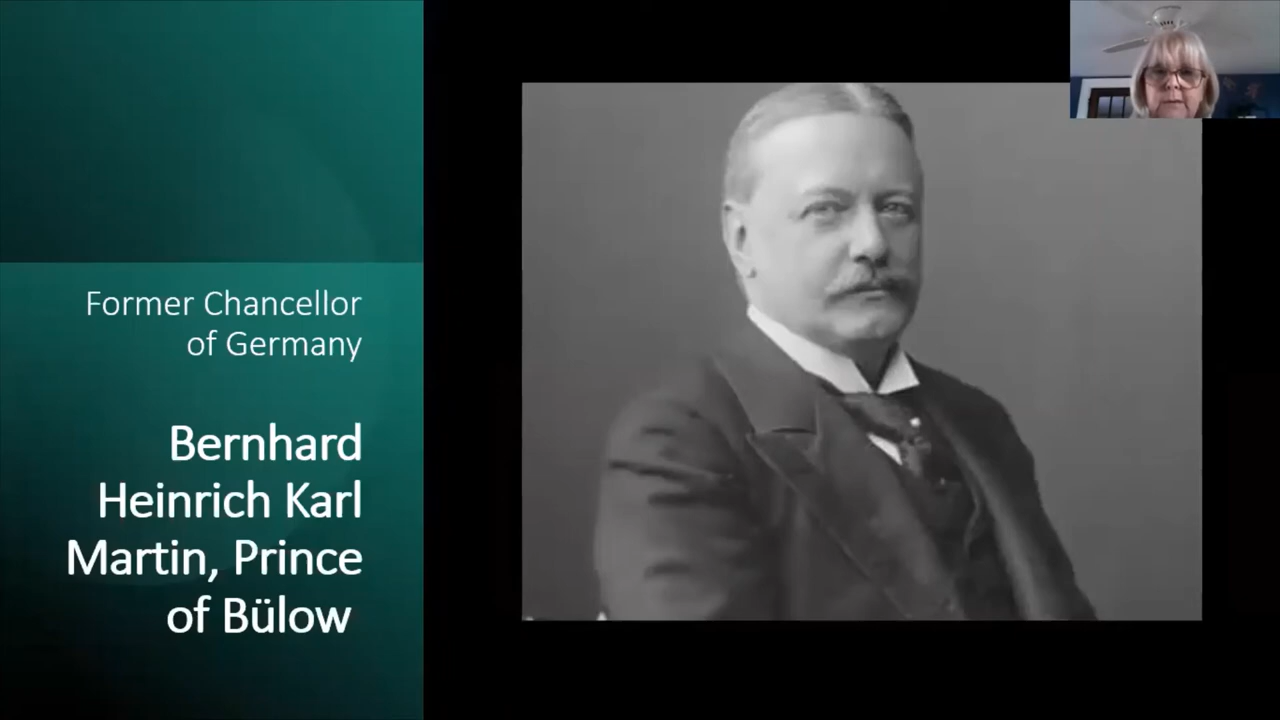 Former Chancellor
of Germany
Bernhard
Heinrich Karl
Martin, Prince
of Bülow